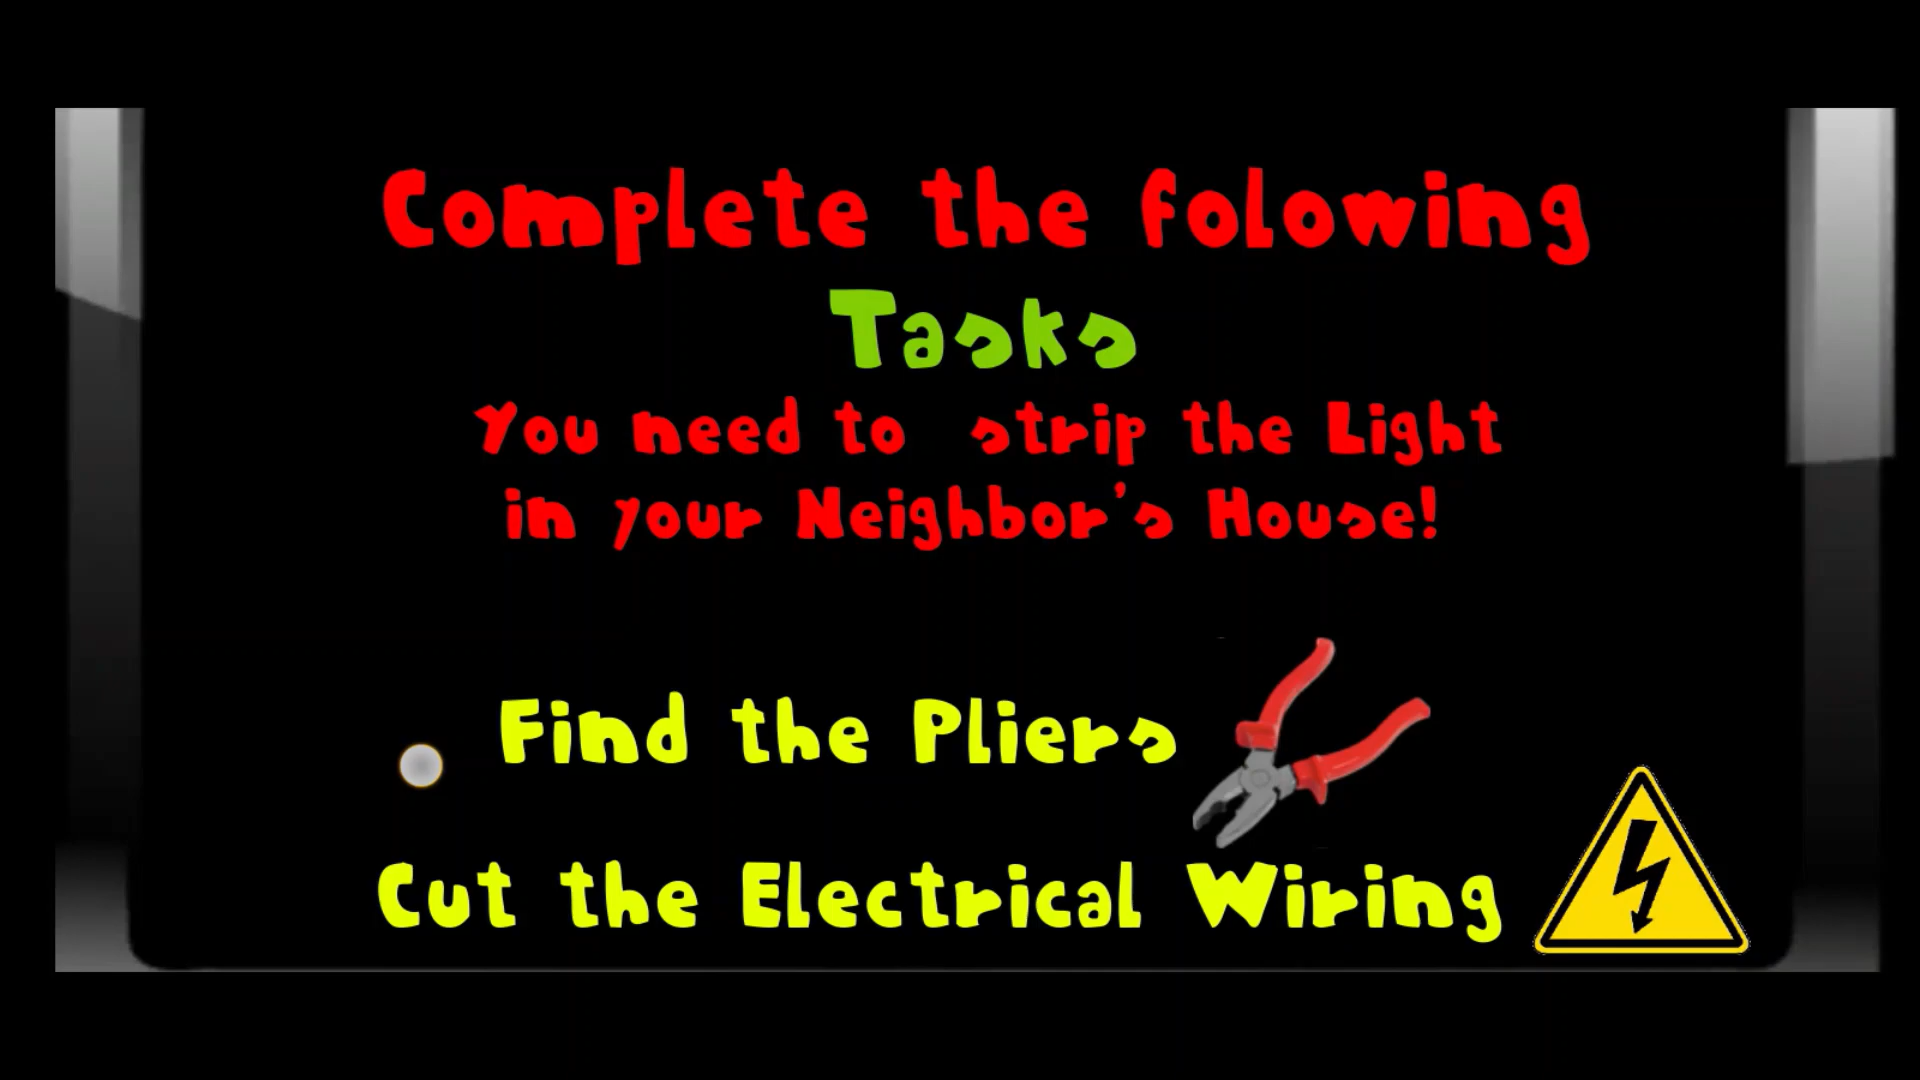 Complete the folowing
Tasks
You need to strip the Light
in your Neighbor's House!
Find the Pliers
Cut the Electrical Wiring